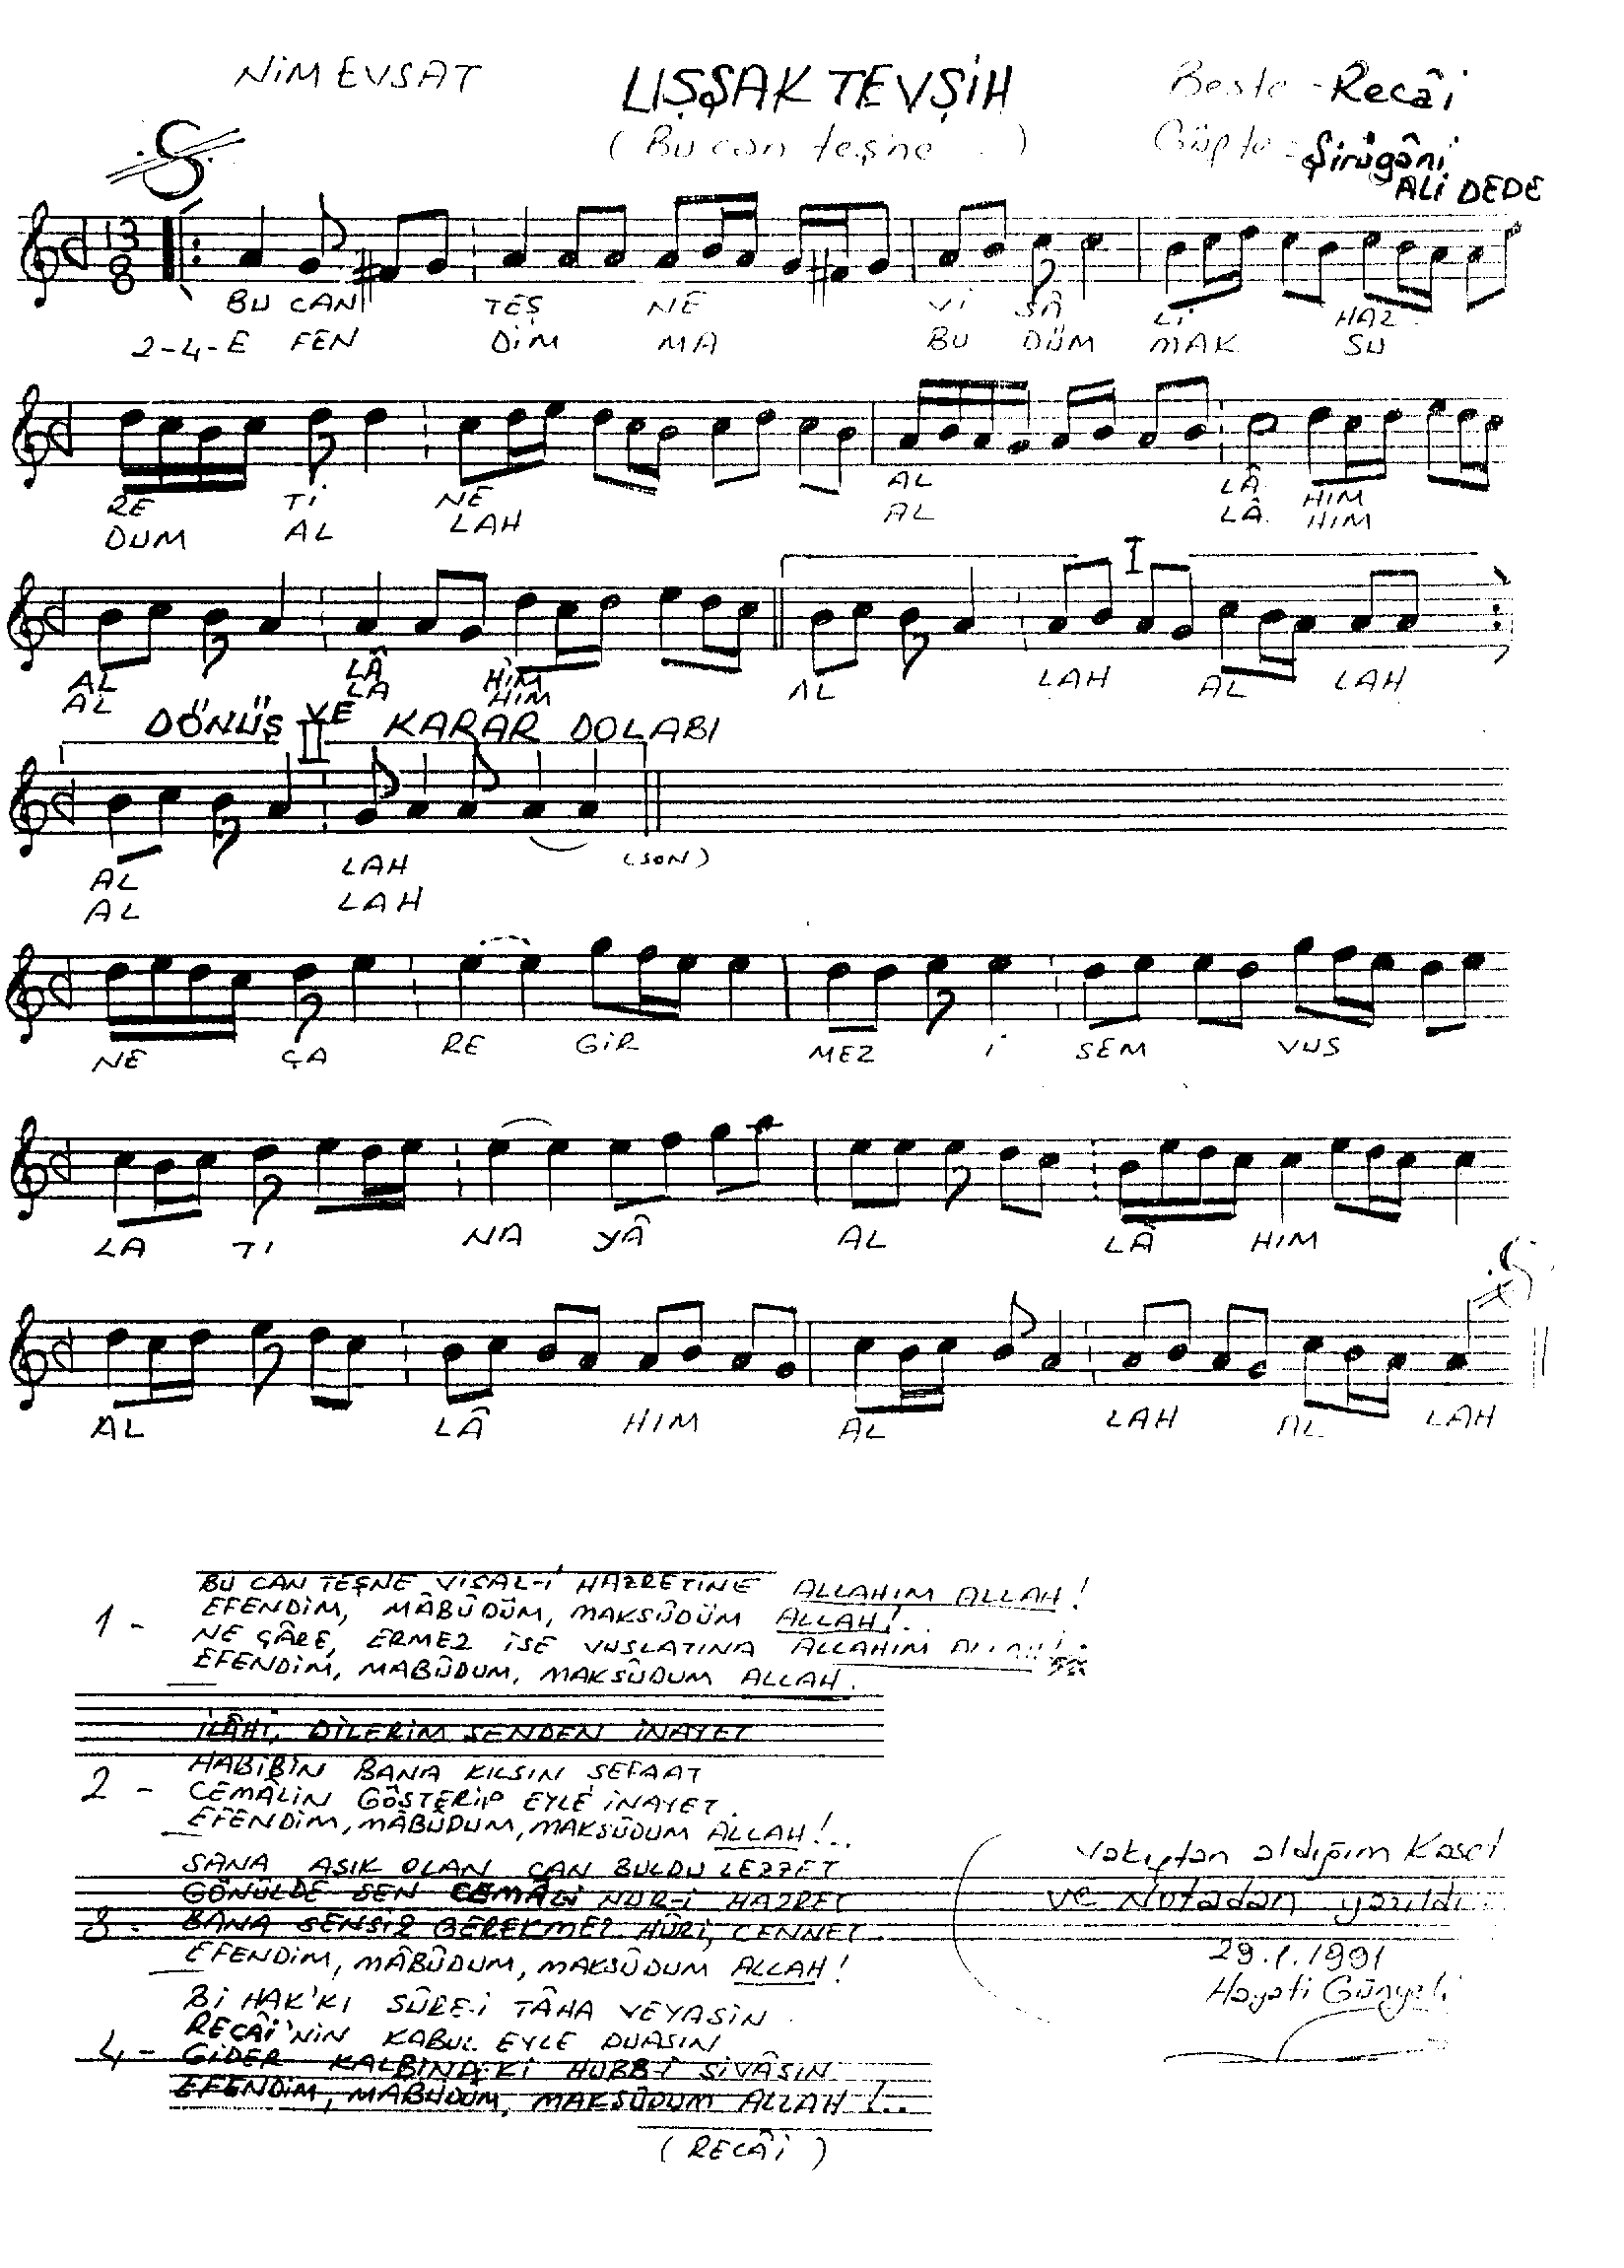 NİM EVSAT
UŞŞAK TEVŞİH
(Bu can teşne . . )
Beste - Recâi
Güfte = Şirügâni
ALİ DEDE
13
8
BU CAN TEŞ NE Vİ SÂ Lİ HAZ
2-4-E FEN DİM MA BU DÜM MAK SU
RE Tİ NE AL LÂ HIM
DUM AL LAH AL LÂ HIM
I
AL LÂ HİM AL LAH AL LAH
AL LA HİM
DÖNÜŞ VE KARAR DOLABI
II
AL LAH (SON)
AL LAH
NE ÇA RE GİR MEZ İ SEM VUS
LA TI NA YÂ AL LÂ HIM
AL LÂ HIM AL LAH AL LAH
BU CAN TEŞNE VİSAL-İ HAZRETİNE ALLAHIM ALLAH!
EFENDİM, MÂBÛDÜM, MAKSÛDÜM ALLAH!..
1 -
NE ÇÂRE, ERMEZ İSE VUSLATINA ALLAHIM ALLAH!.
EFENDİM, MABÛDUM, MAKSÛDUM ALLAH.
İLÂHİ, DİLERİM SENDEN İNAYET
HABİBİN BANA KILSIN SEFAAT
2 - CEMÂLİN GÖSTERİP EYLE İNAYET.
EFENDİM, MÂBÛDUM, MAKSÛDUM ALLAH!..
SANA AŞIK OLAN CAN BULDU LEZZET
GÖNÜLDE SEN CEMÂLİ NUR-İ HAZRET
3 - BANA SENSİZ GEREKMEZ HÛRİ, CENNET.
EFENDİM, MÂBÛDUM, MAKSÛDUM ALLAH!
Bİ HAK'KI SÛRE-İ TÂHA VEYASİN
RECÂİ'NİN KABUL EYLE DUASIN
4 - GİDER KALBINDAKİ HUBB-İ SİVÂSIN
EFENDİM, MÂBUDUM, MAKSÛDUM ALLAH!..
(RECÂİ)
Vakıftan aldığım Kaset
ve Notadan yazıldı.
29.1.1991
Hayati Günyeli